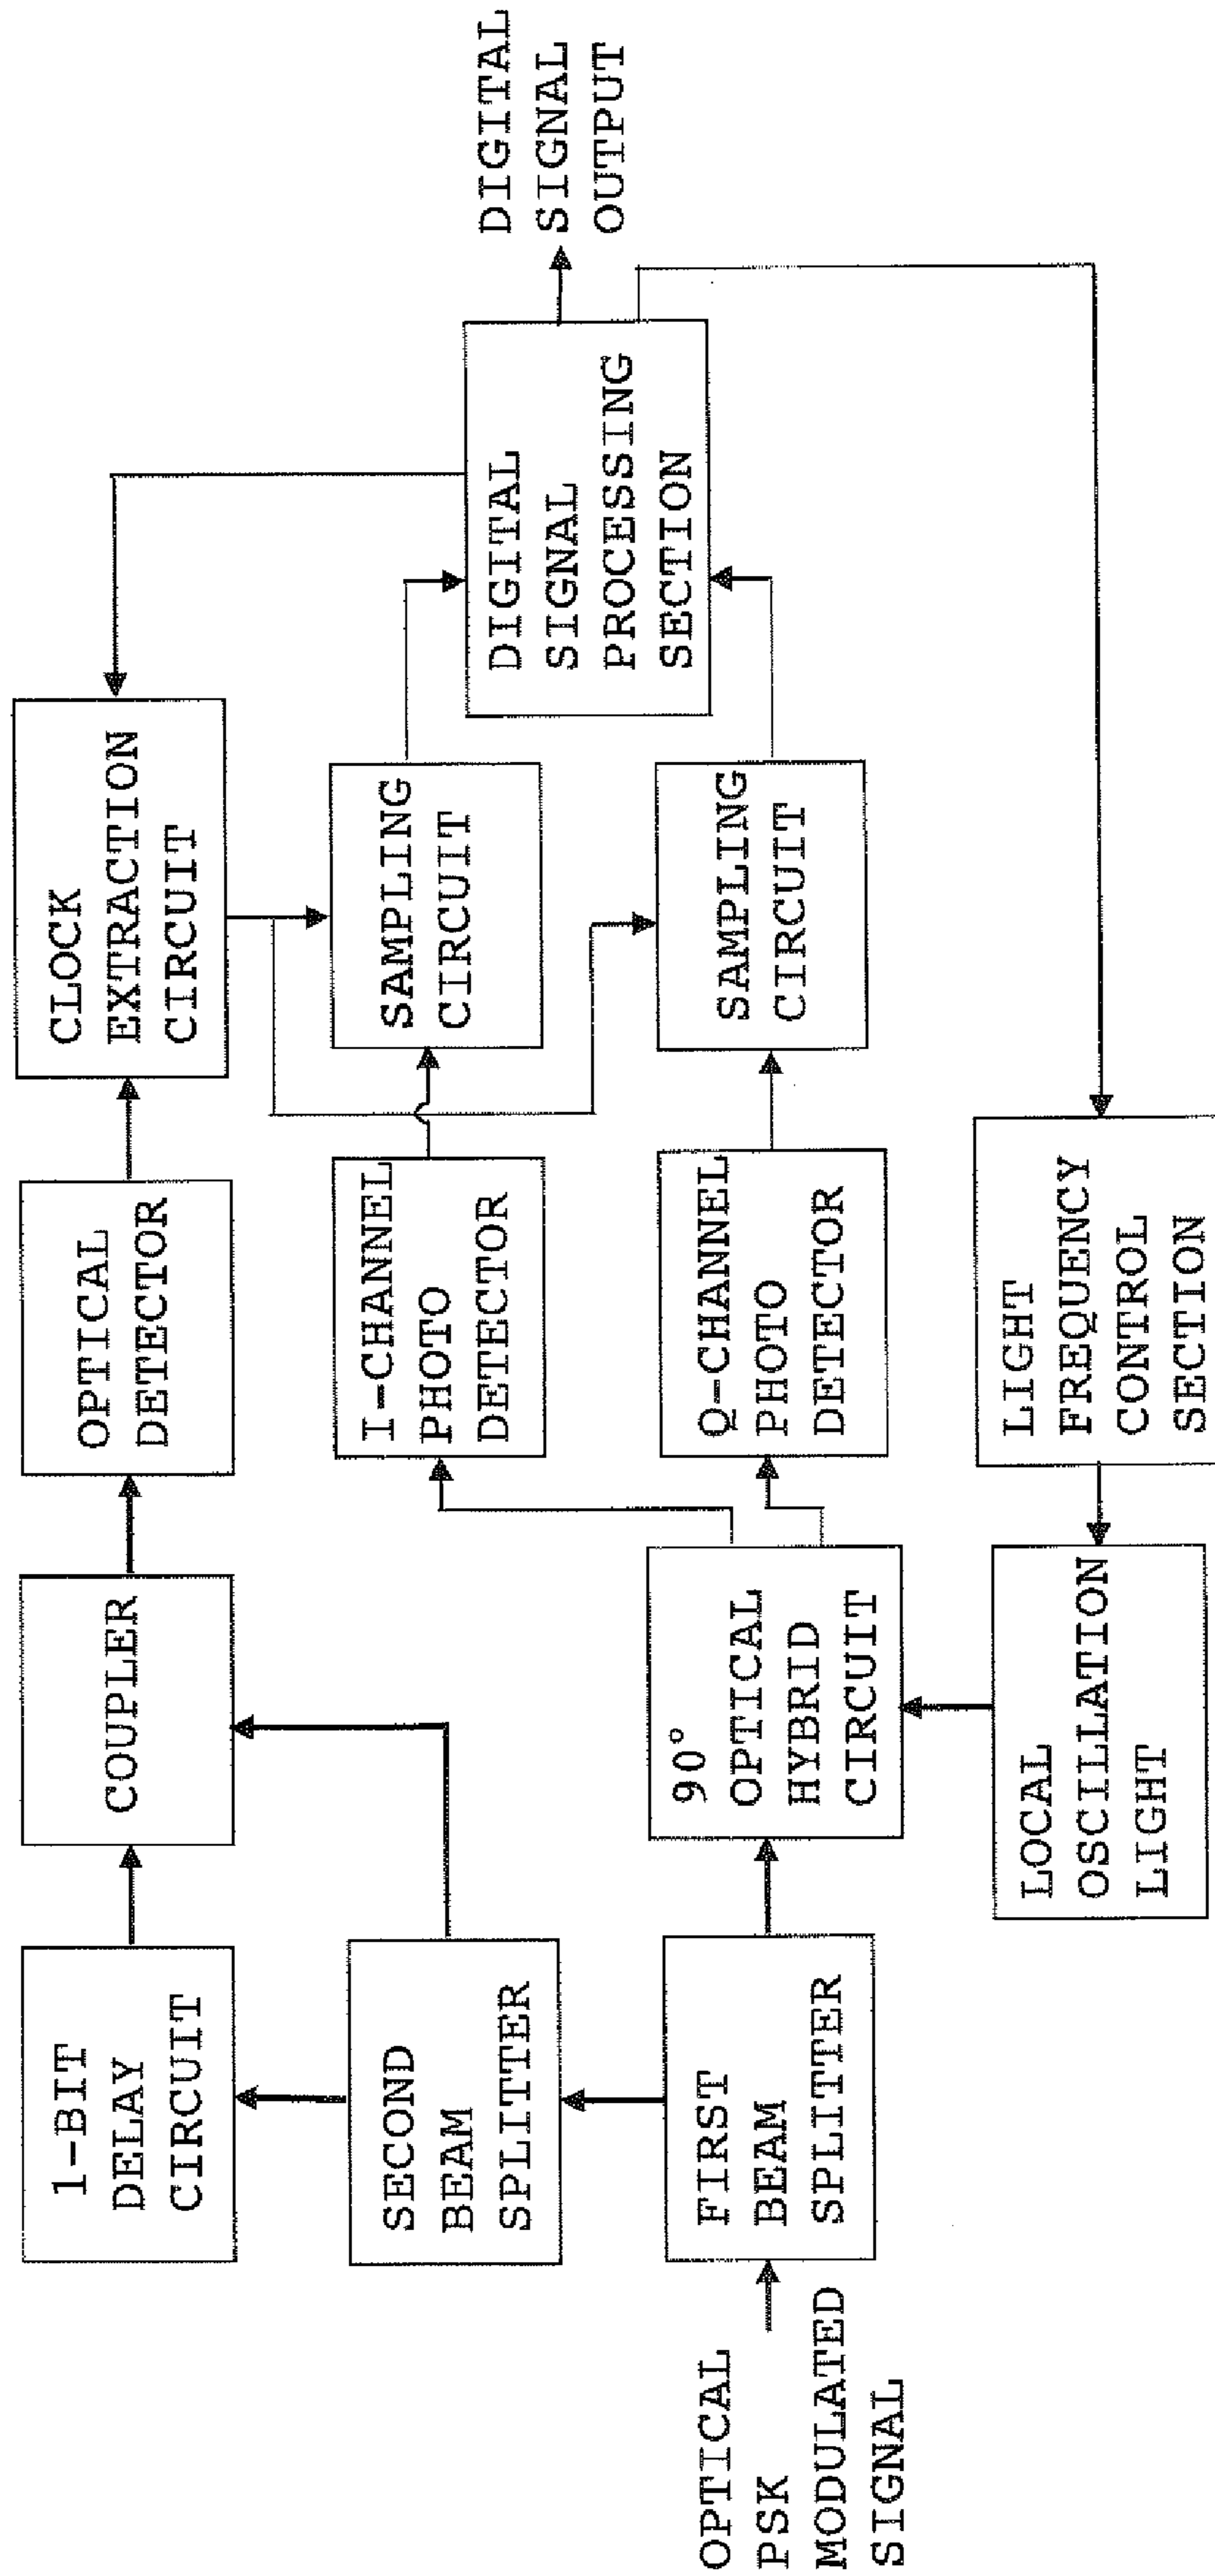 1-BIT
DELAY
CIRCUIT
COUPLER
OPTICAL
DETECTOR
CLOCK
EXTRACTION
CIRCUIT
SECOND
BEAM
SPLITTER
I-CHANNEL
PHOTO
DETECTOR
SAMPLING
CIRCUIT
DIGITAL
SIGNAL
PROCESSING
SECTION
DIGITAL
SIGNAL
OUTPUT
OPTICAL
PSK
MODULATED
SIGNAL
FIRST
BEAM
SPLITTER
90°
OPTICAL
HYBRID
CIRCUIT
Q-CHANNEL
PHOTO
DETECTOR
SAMPLING
CIRCUIT
LOCAL
OSCILLATION
LIGHT
LIGHT
FREQUENCY
CONTROL
SECTION